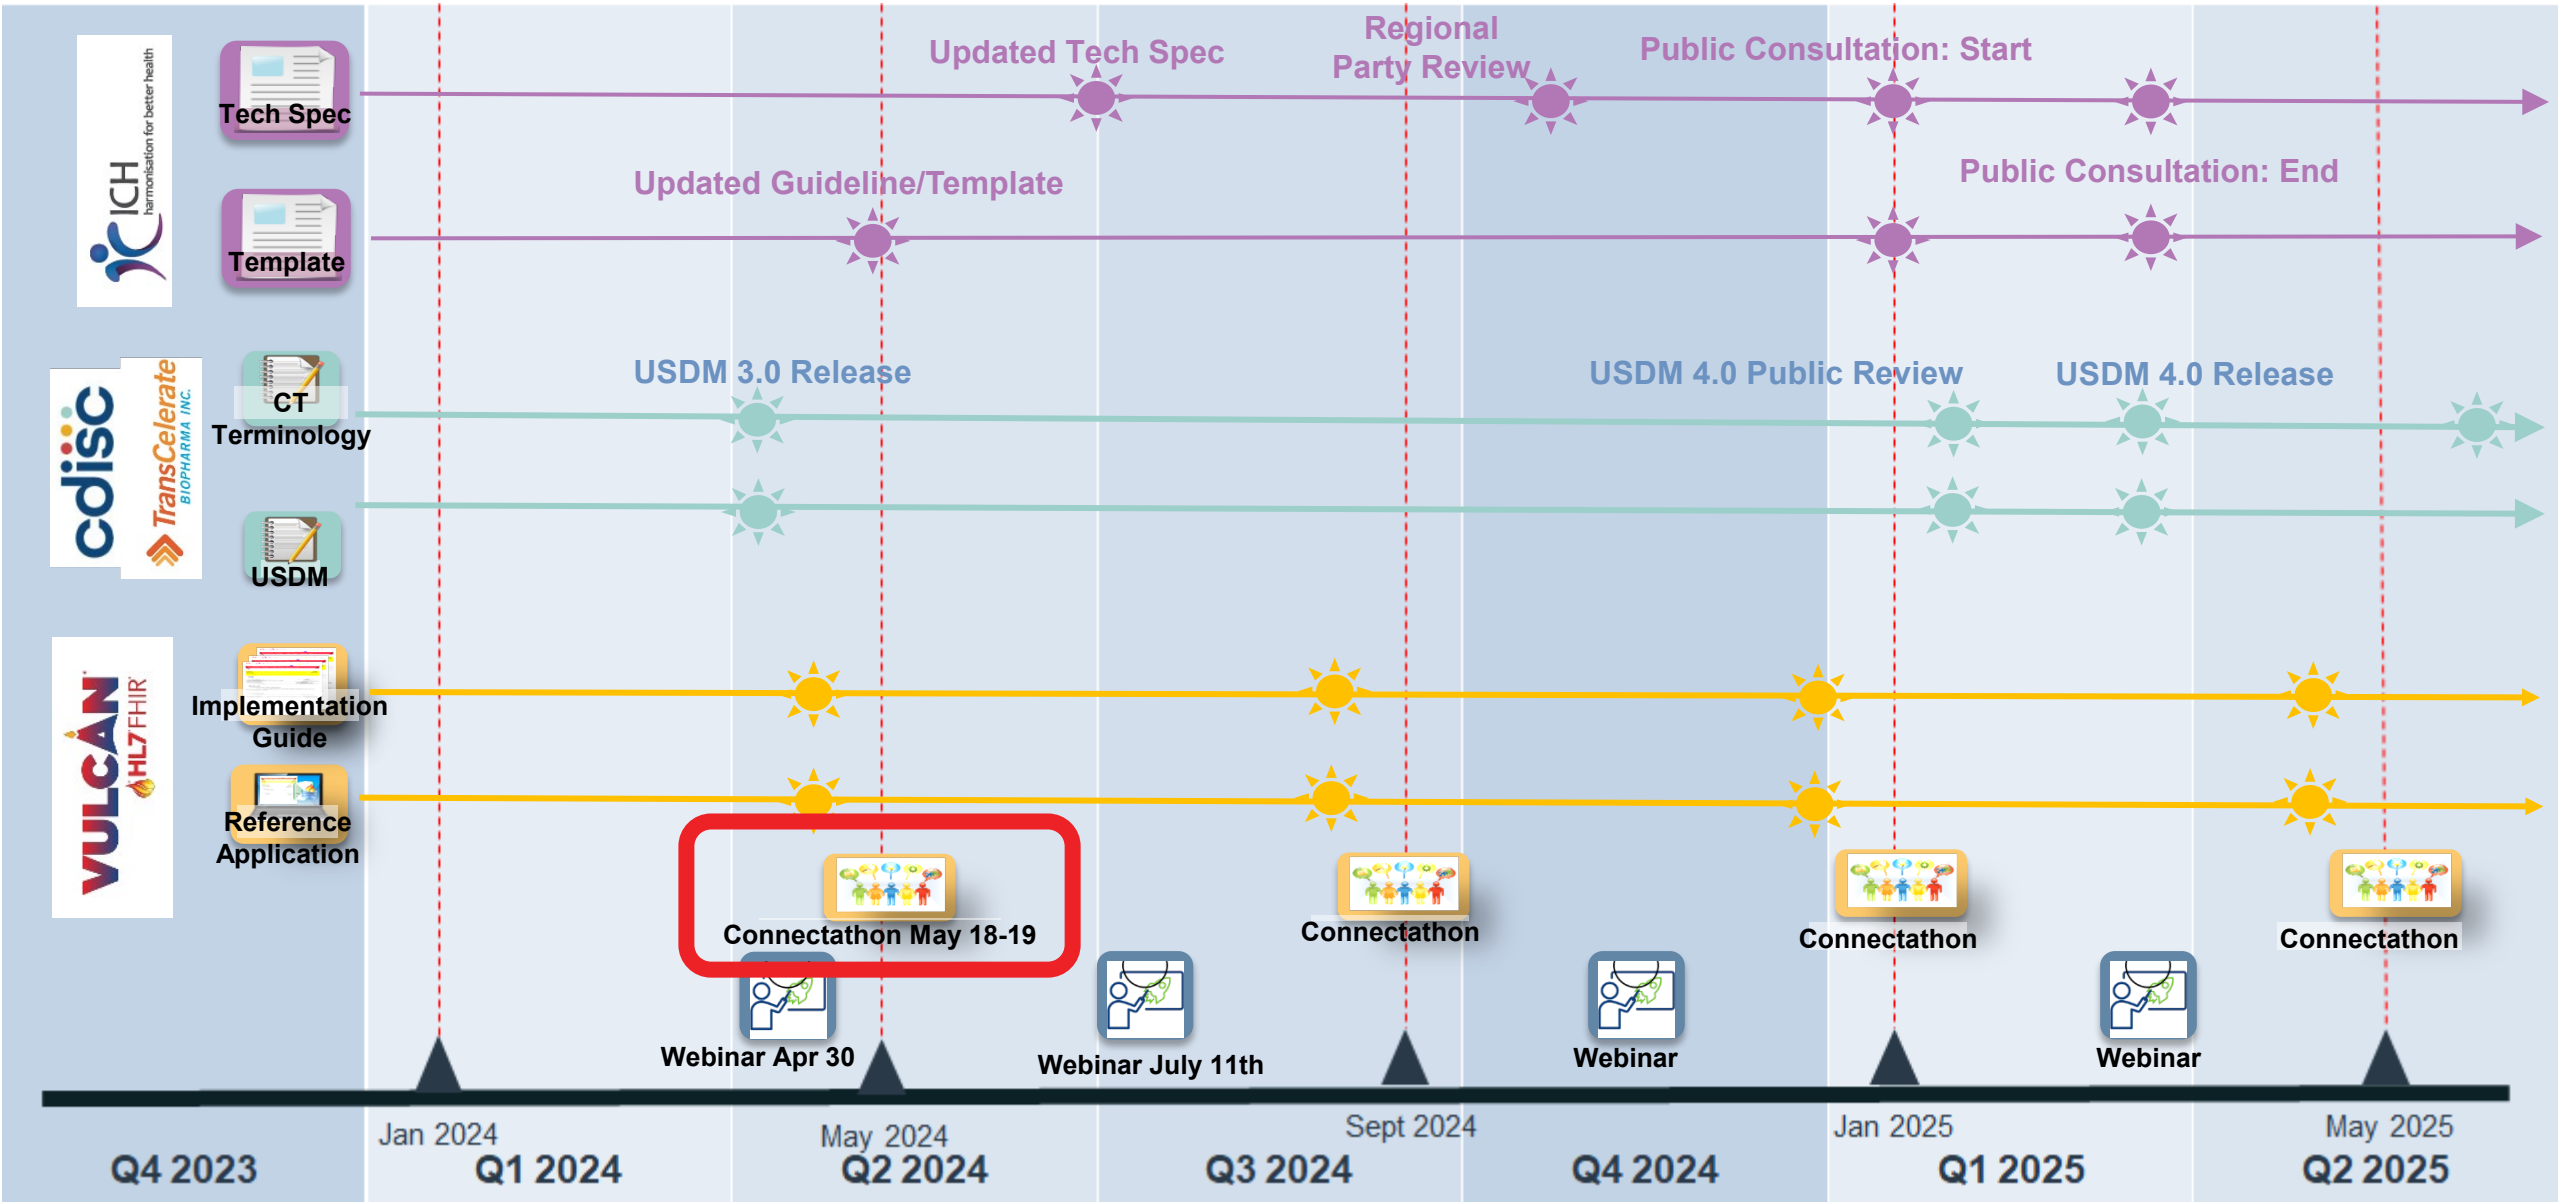 Regional
Updated Tech Spec
Public Consultation: Start
Party Review
ICH
harmonisation for better health
Tech Spec
Updated Guideline/Template
Public Consultation: End
Template
cdisc
TransCelerate
BIOPHARMA INC.
USDM 3.0 Release
USDM 4.0 Public Review
USDM 4.0 Release
CT
Terminology
USDM
VULCAN
HL7 FHIR
Implementation
Guide
Reference
Application
Connectathon May 18-19
Connectathon
Connectathon
Connectathon
Webinar Apr 30
Webinar July 11th
Webinar
Webinar
Jan 2024
May 2024
Sept 2024
Jan 2025
May 2025
Q4 2023
Q1 2024
Q2 2024
Q3 2024
Q4 2024
Q1 2025
Q2 2025